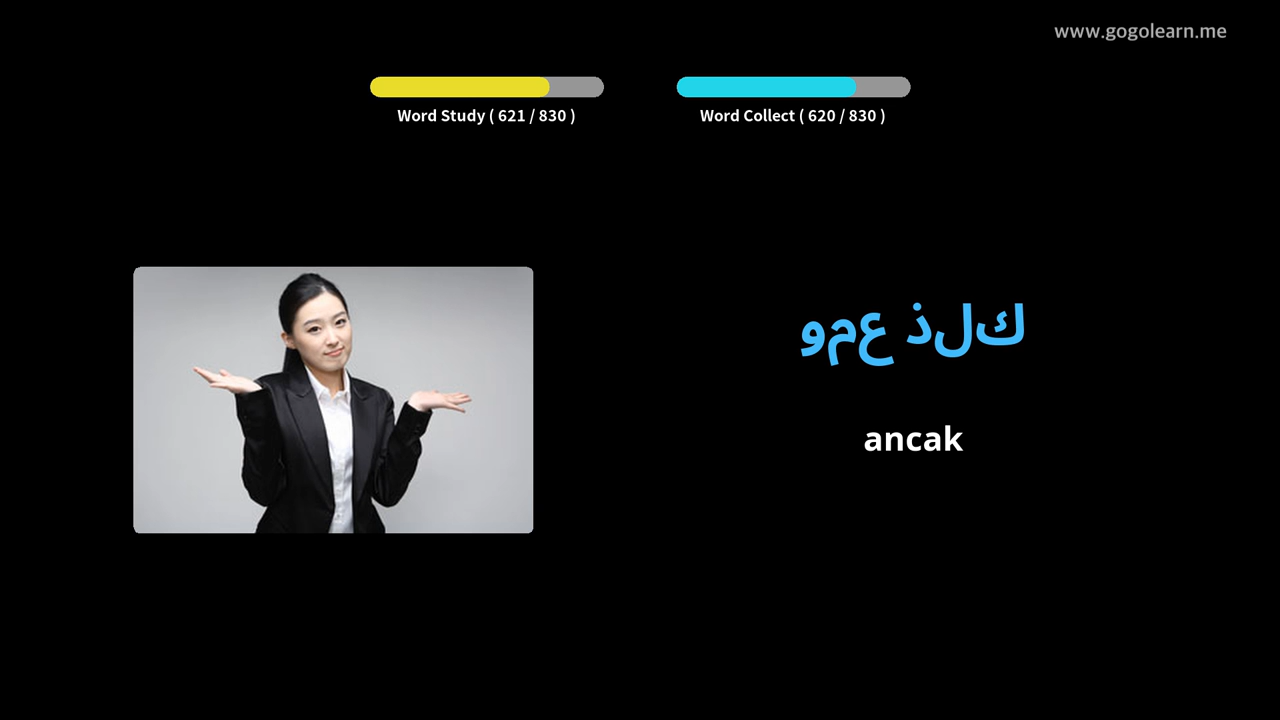 www.gogolearn.me
Word Study ( 621 / 830 )
Word Collect ( 620 / 830 )
ومع ذلك
ancak